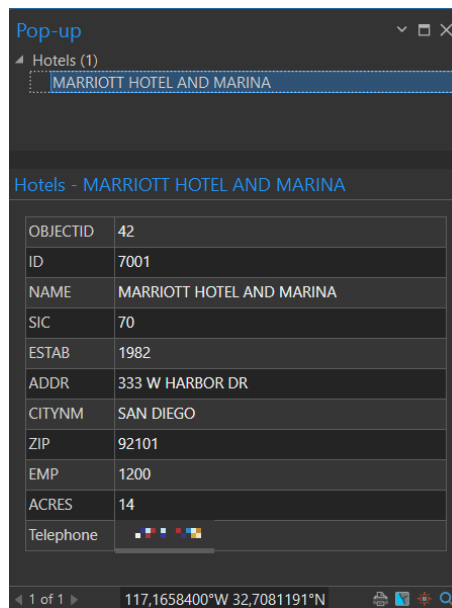 Pop-up
Hotels (1)
MARRIOTT HOTEL AND MARINA
Hotels - MARRIOTT HOTEL AND MARINA
OBJECTID 42
ID 7001
NAME MARRIOTT HOTEL AND MARINA
SIC 70
ESTAB 1982
ADDR 333 W HARBOR DR
CITYNM SAN DIEGO
ZIP 92101
EMP 1200
ACRES 14
Telephone
1 of 1 117,1658400°W 32,7081191°N